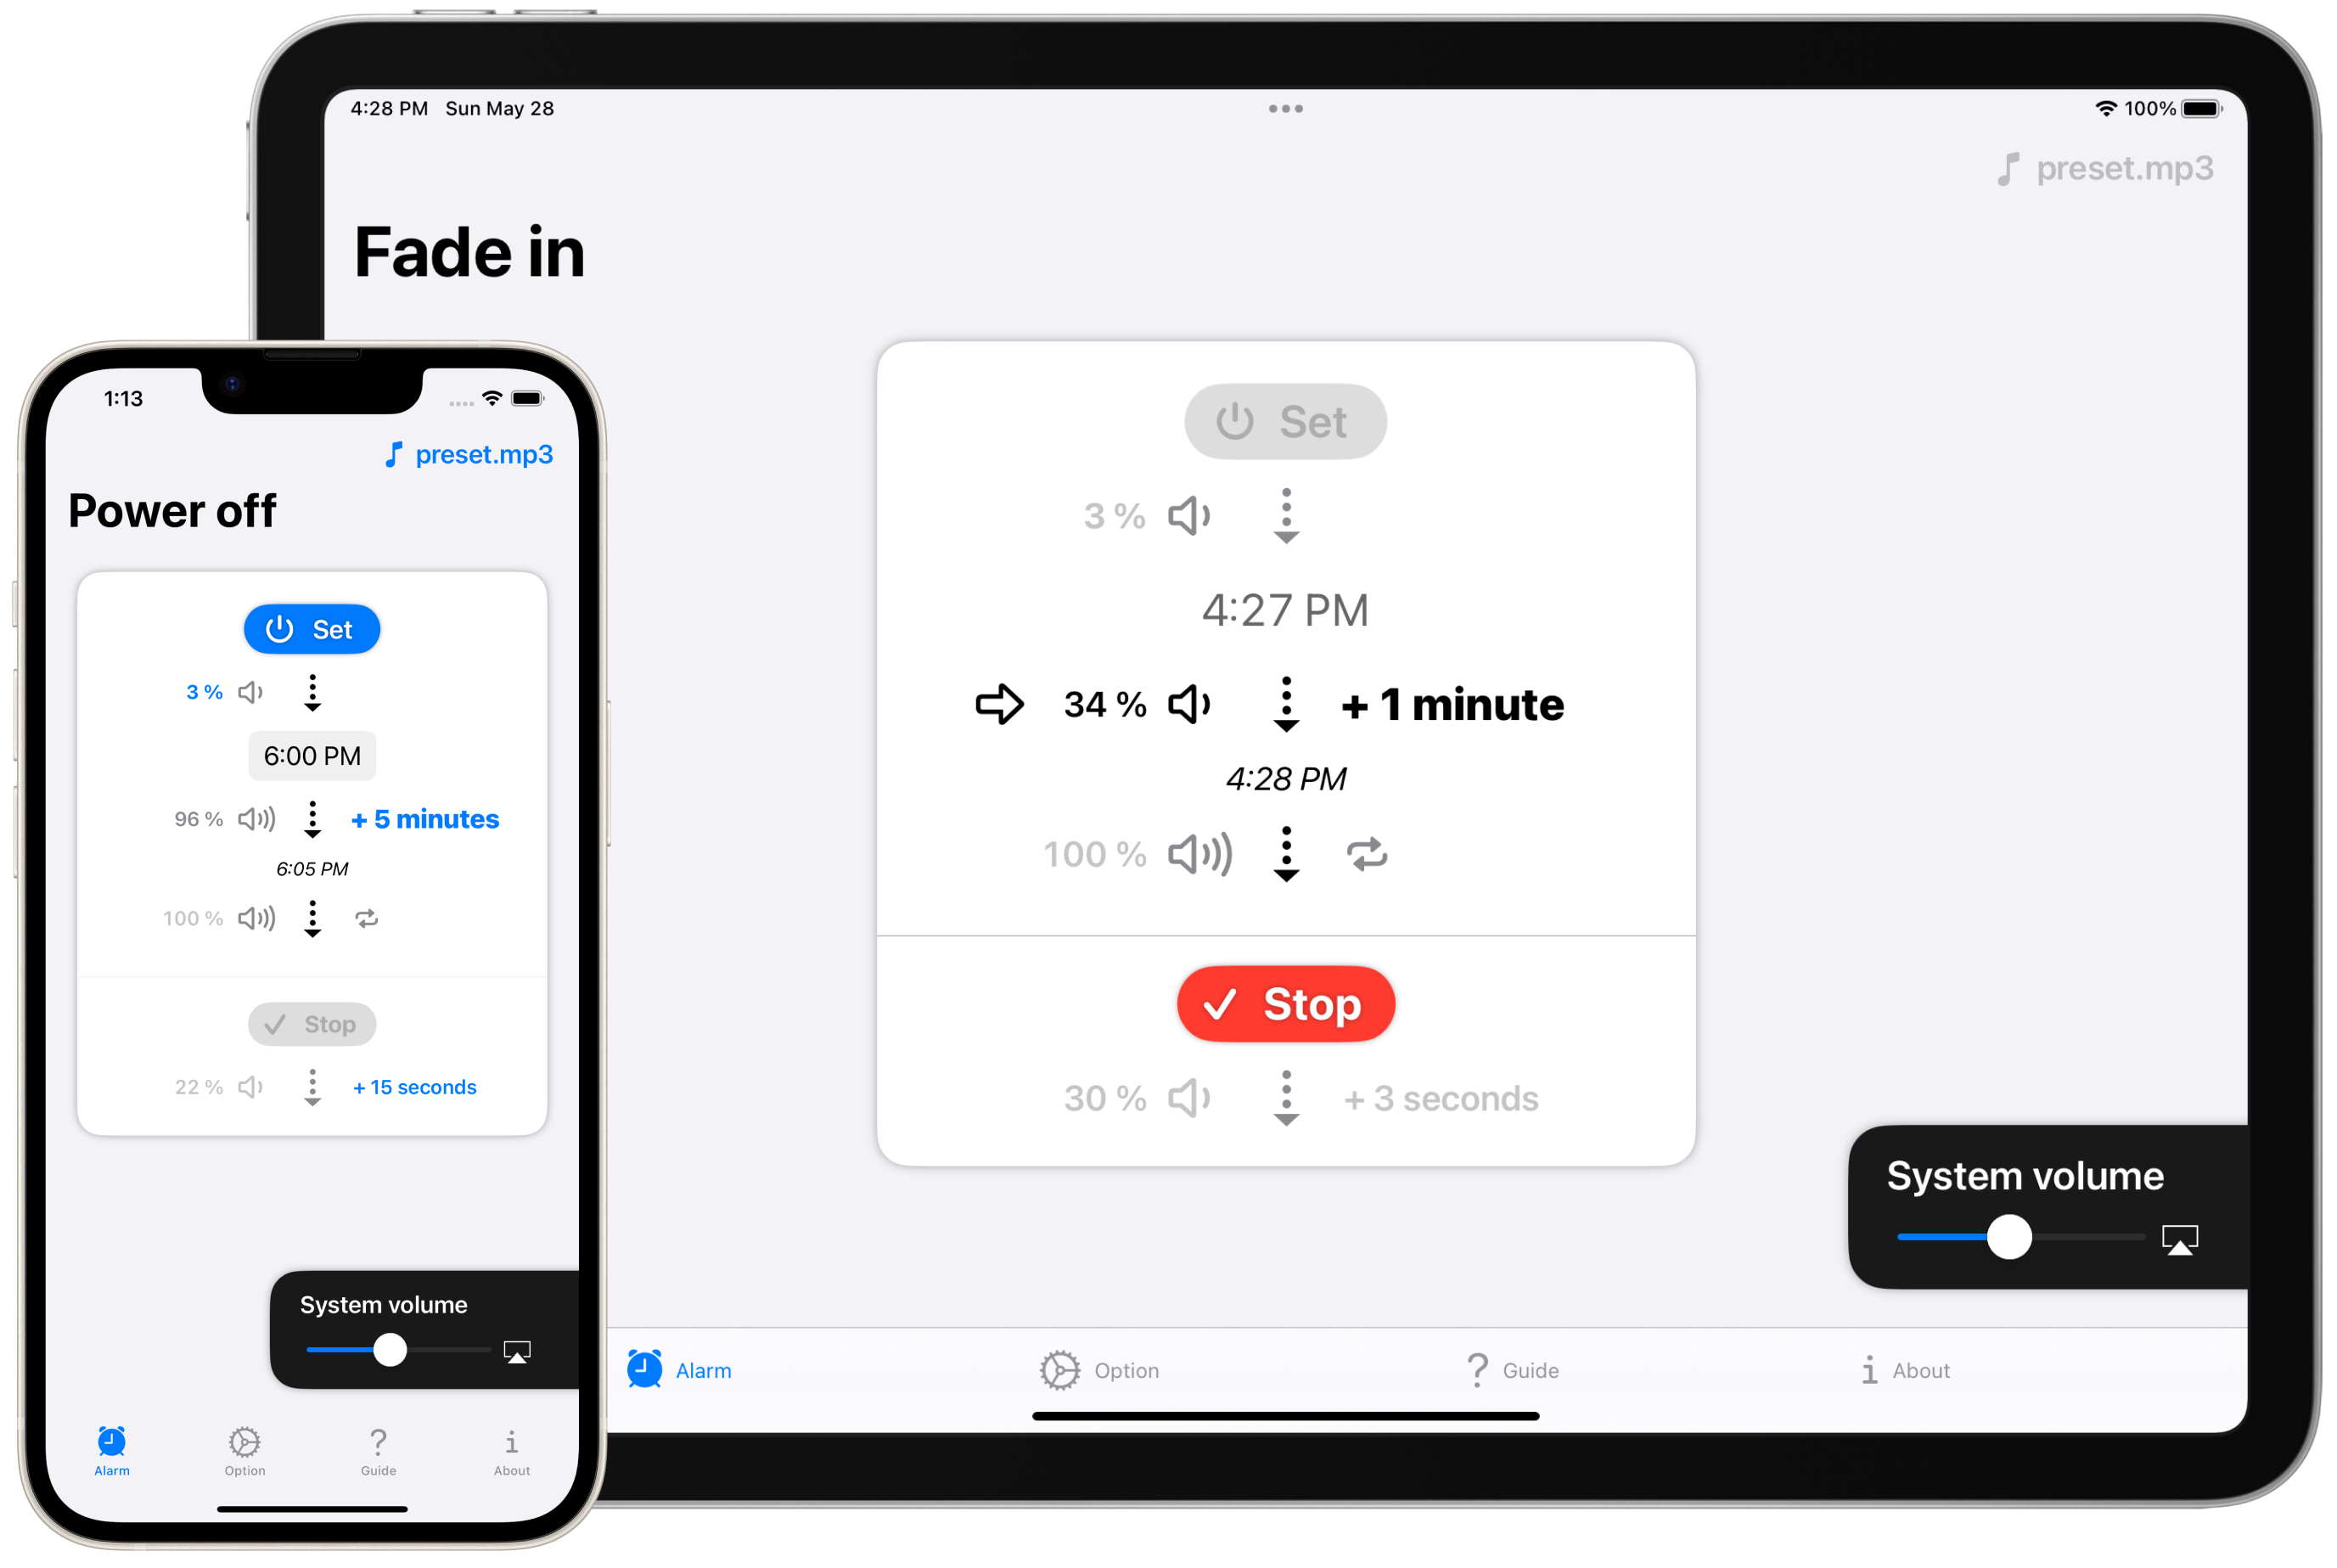 4:28 PM Sun May 28
100%
preset.mp3
Fade in
Set
3 %
4:27 PM
34 % + 1 minute
4:28 PM
100 %
Stop
30 % + 3 seconds
System volume
Alarm Option Guide About
1:13
preset.mp3
Power off
Set
3 %
6:00 PM
96 % + 5 minutes
6:05 PM
100 %
Stop
22 % + 15 seconds
System volume
Alarm Option Guide About